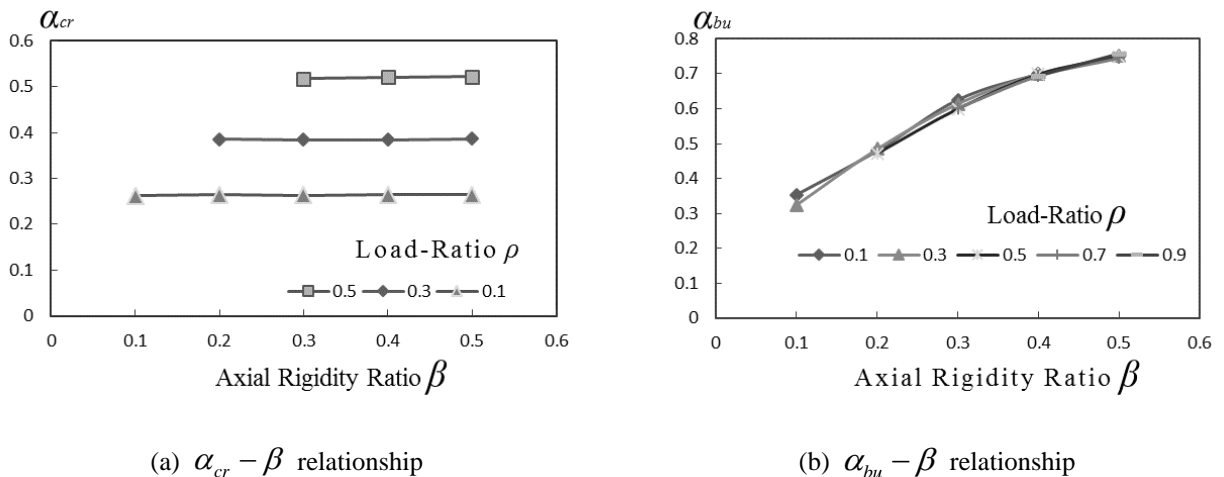 αcr
0.6
0.5
0.4
0.3
0.2
0.1
0
Load-Ratio ρ
0.5 0.3 0.1
0 0.1 0.2 0.3 0.4 0.5 0.6
Axial Rigidity Ratio β
(a) αcr − β relationship
αbu
0.8
0.7
0.6
0.5
0.4
0.3
0.2
0.1
0
Load-Ratio ρ
0.1 0.3 0.5 0.7 0.9
0 0.1 0.2 0.3 0.4 0.5 0.6
Axial Rigidity Ratio β
(b) αbu − β relationship